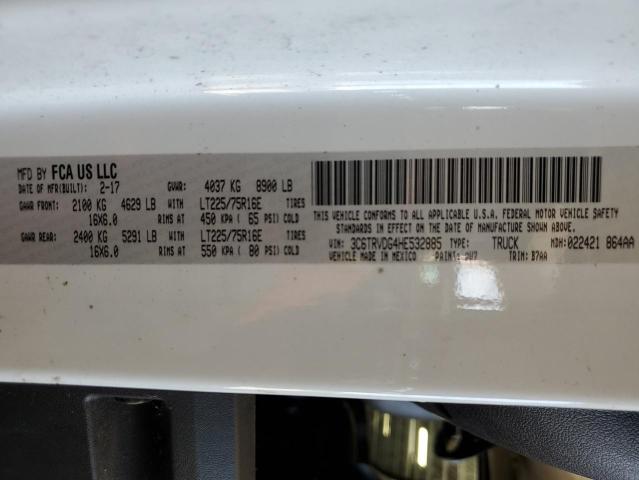 MFD BY FCA US LLC
DATE OF MFR(BUILT): 2-17 GVWR: 4037 KG 8900 LB
GAWR FRONT: 2100 KG 4629 LB WITH LT225/75R16E TIRES
16X6.0 RIMS AT 450 KPA ( 65 PSI) COLD
GAWR REAR: 2400 KG 5291 LB WITH LT225/75R16E TIRES
16X6.0 RIMS AT 550 KPA ( 80 PSI) COLD
THIS VEHICLE CONFORMS TO ALL APPLICABLE U.S.A. FEDERAL MOTOR VEHICLE SAFETY
STANDARDS IN EFFECT ON THE DATE OF MANUFACTURE SHOWN ABOVE.
VIN: 3C6TRVDG4HE532885 TYPE: TRUCK MDH:022421 864AA
VEHICLE MADE IN MEXICO PAINT: PW7 TRIM: B7AA